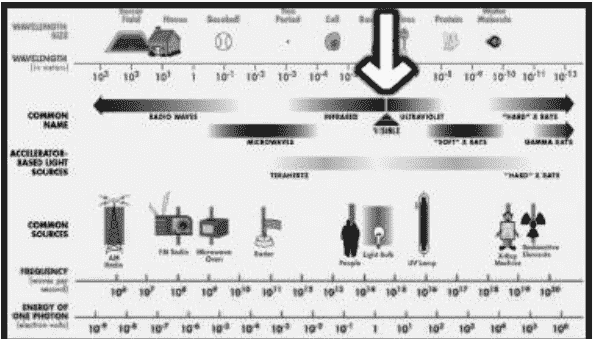 WAVELENGTH
SIZE
Soccer Field House Baseball This Period Cell Protein Water Molecule
WAVELENGTH
(in meters)
10³ 10² 10¹ 1 10⁻¹ 10⁻² 10⁻³ 10⁻⁴ 10⁻⁸ 10⁻⁹ 10⁻¹⁰ 10⁻¹¹ 10⁻¹²
COMMON
NAME
RADIO WAVES INFRARED ULTRAVIOLET "HARD" X RAYS
VISIBLE
MICROWAVES "SOFT" X RAYS GAMMA RAYS
ACCELERATOR-
BASED LIGHT
SOURCES
TERAHERTZ "HARD" X RAYS
COMMON
SOURCES
AM
Radio
FM Radio
Microwave
Oven
Radar
People
Light Bulb
UV Lamp
X-Ray
Machine
Radioactive
Elements
FREQUENCY
(waves per
second)
10⁶ 10⁷ 10⁸ 10⁹ 10¹⁰ 10¹¹ 10¹² 10¹³ 10¹⁴ 10¹⁵ 10¹⁶ 10¹⁷ 10¹⁸ 10¹⁹ 10²⁰
ENERGY OF
ONE PHOTON
(electron volts)
10⁻⁹ 10⁻⁸ 10⁻⁷ 10⁻⁶ 10⁻⁵ 10⁻⁴ 10⁻³ 10⁻² 10⁻¹ 1 10¹ 10² 10³ 10⁴ 10⁵ 10⁶